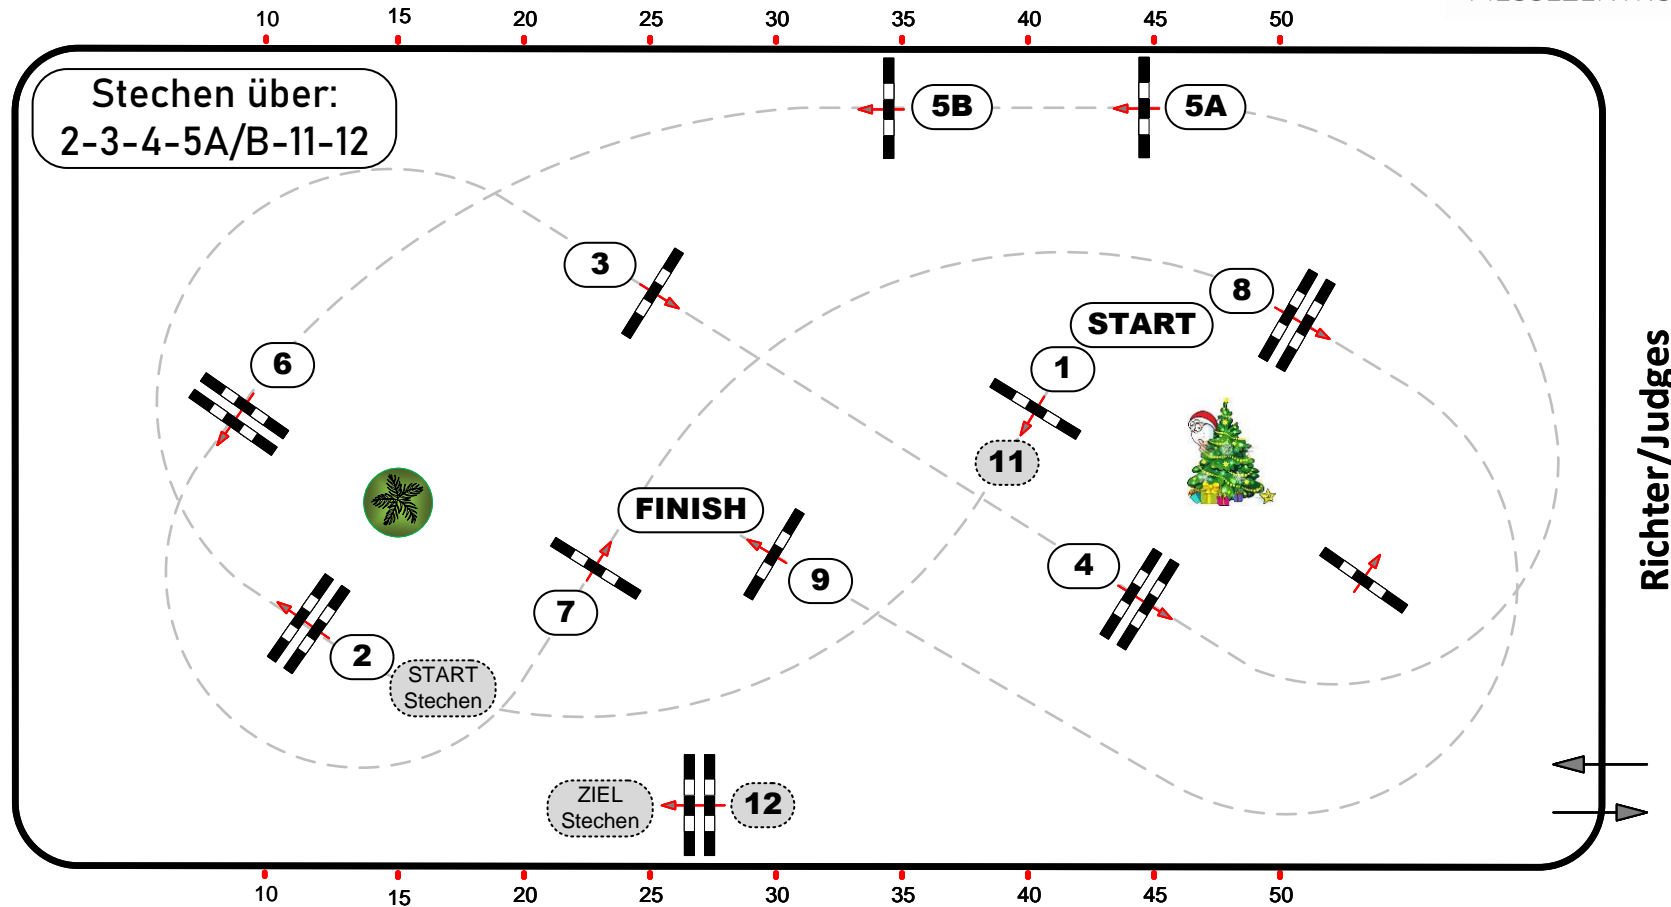 10 15 20 25 30 35 40 45 50
Stechen über:
2-3-4-5A/B-11-12
5B
5A
3
8
START
1
6
11
FINISH
4
9
7
2
START
Stechen
ZIEL
Stechen
12
Richter/Judges
10 15 20 25 30 35 40 45 50